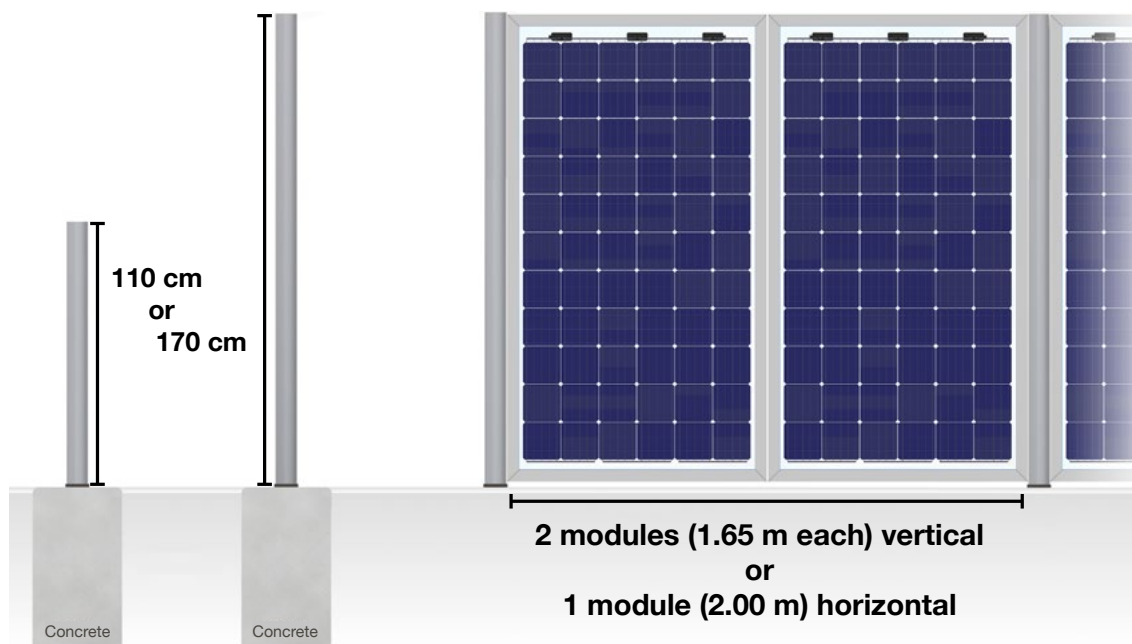 110 cm
or
170 cm
2 modules (1.65 m each) vertical
or
1 module (2.00 m) horizontal
Concrete
Concrete